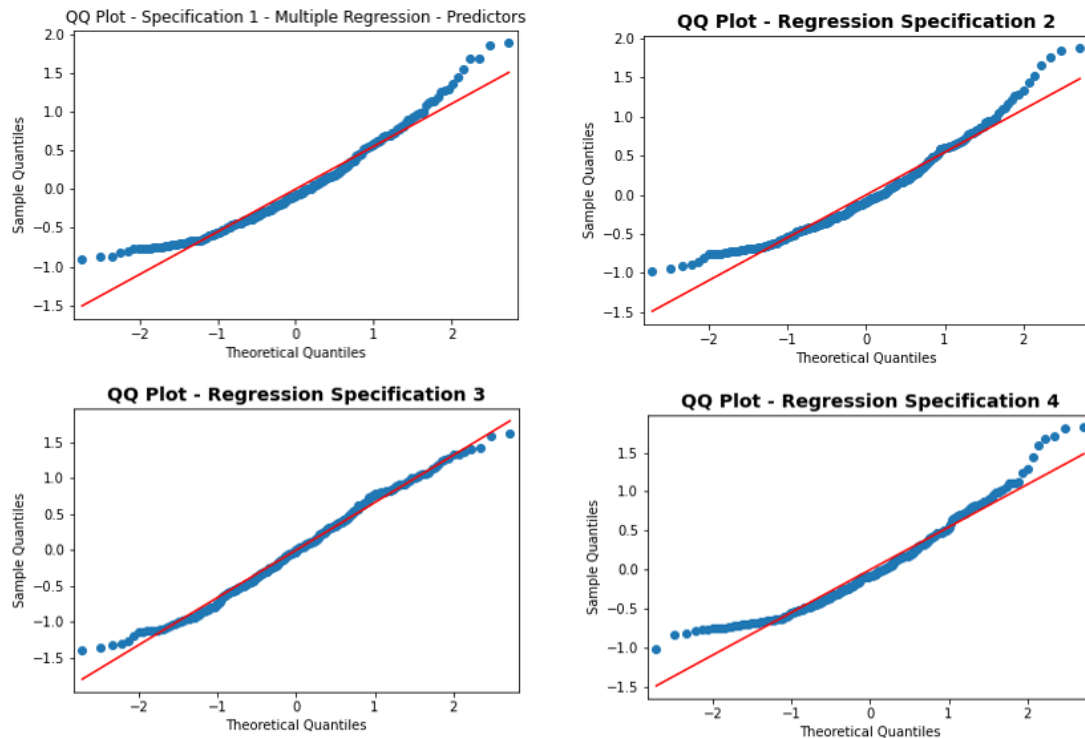 QQ Plot - Specification 1 - Multiple Regression - Predictors
2.0
1.5
1.0
0.5
0.0
−0.5
−1.0
−1.5
Sample Quantiles
−2 −1 0 1 2
Theoretical Quantiles
QQ Plot - Regression Specification 2
2.0
1.5
1.0
0.5
0.0
−0.5
−1.0
−1.5
Sample Quantiles
−2 −1 0 1 2
Theoretical Quantiles
QQ Plot - Regression Specification 3
1.5
1.0
0.5
0.0
−0.5
−1.0
−1.5
Sample Quantiles
−2 −1 0 1 2
Theoretical Quantiles
QQ Plot - Regression Specification 4
1.5
1.0
0.5
0.0
−0.5
−1.0
−1.5
Sample Quantiles
−2 −1 0 1 2
Theoretical Quantiles